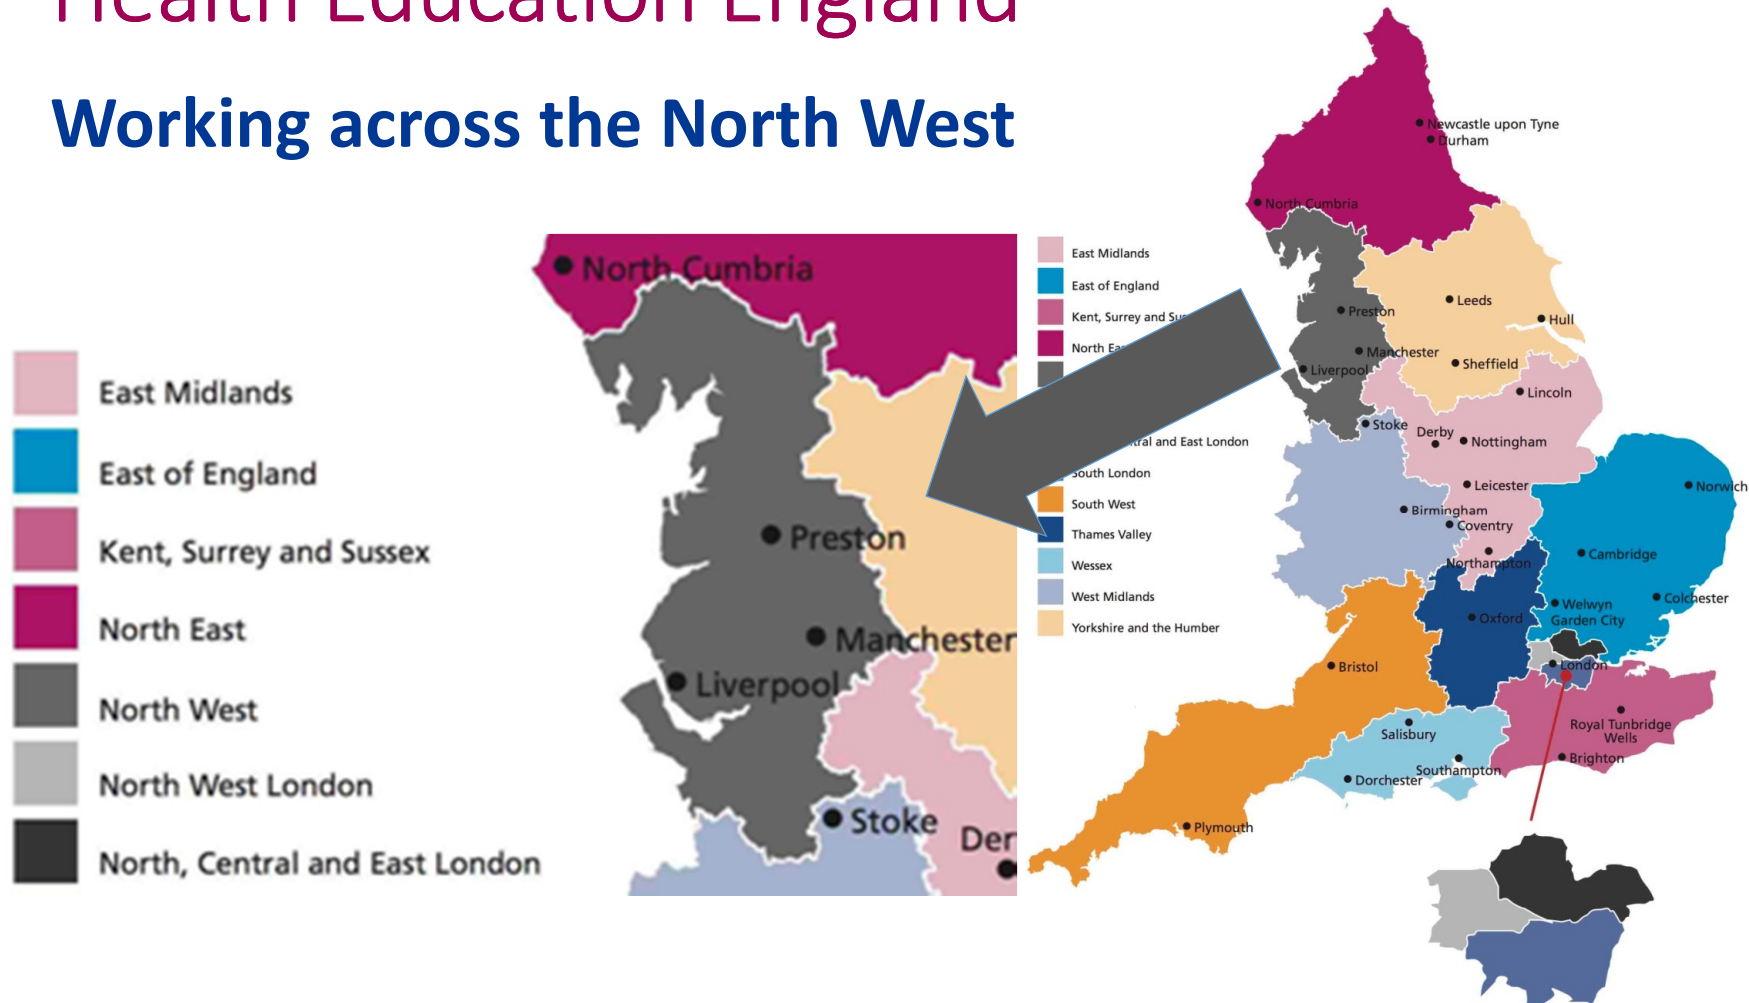 Health Education England
Working across the North West
East Midlands
East of England
Kent, Surrey and Sussex
North East
North West
North West London
North, Central and East London
North Cumbria
Preston
Manchester
Liverpool
Stoke
Der
East Midlands
East of England
Kent, Surrey and Sus
North Ea
tral and East London
South London
South West
Thames Valley
Wessex
West Midlands
Yorkshire and the Humber
Newcastle upon Tyne
Durham
North Cumbria
Leeds
Preston
Hull
Manchester
Sheffield
Liverpool
Lincoln
Stoke
Derby
Nottingham
Leicester
Norwich
Birmingham
Coventry
Cambridge
Northampton
Colchester
Welwyn
Garden City
Oxford
London
Bristol
Royal Tunbridge
Wells
Salisbury
Brighton
Southampton
Dorchester
Plymouth